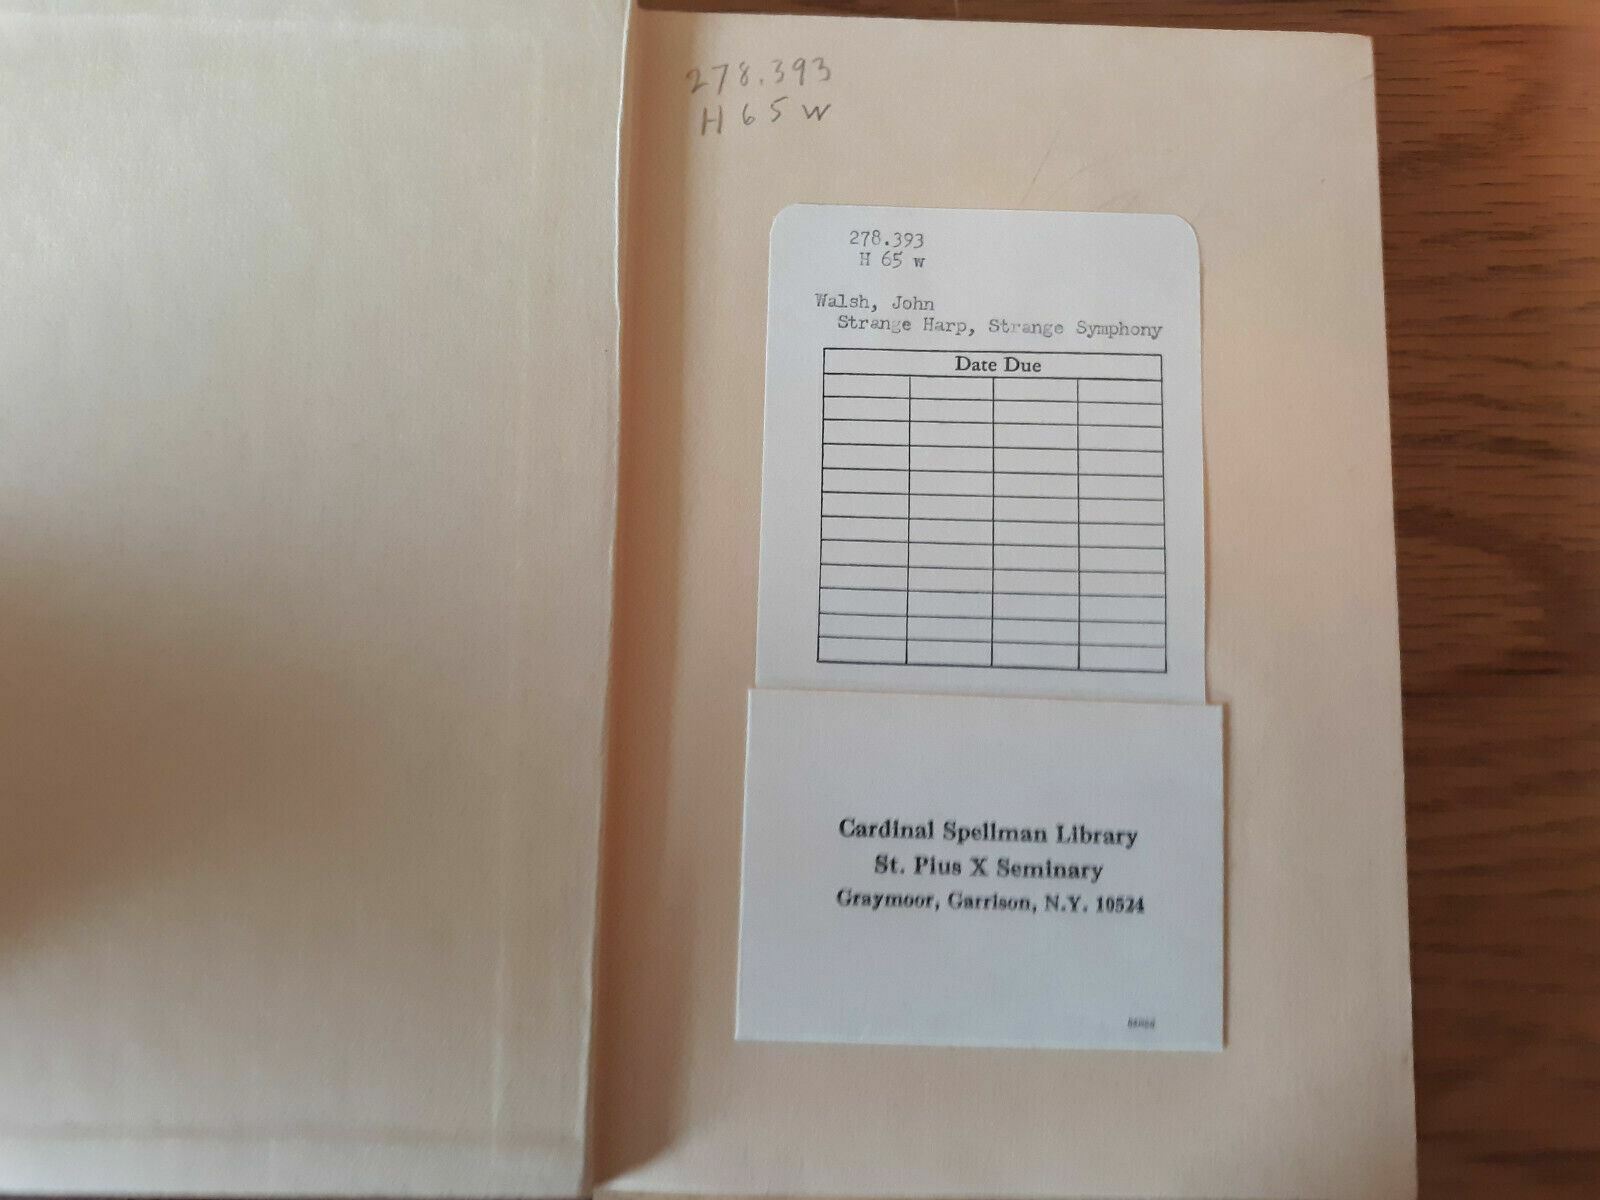 278.393
H 65 W
278.393
H 65 w
Walsh, John
Strange Harp, Strange Symphony
Date Due
Cardinal Spellman Library
St. Pius X Seminary
Graymoor, Garrison, N.Y. 10524